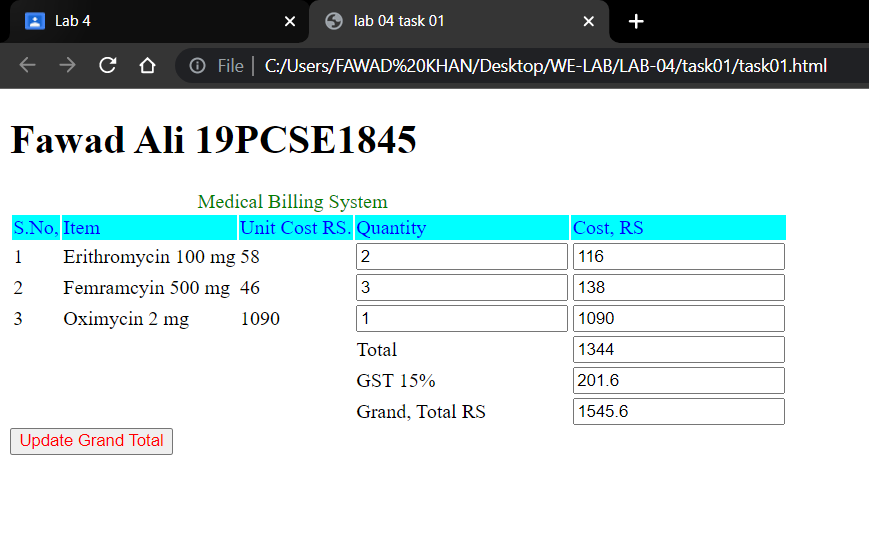 Lab 4
lab 04 task 01
File | C:/Users/FAWAD%20KHAN/Desktop/WE-LAB/LAB-04/task01/task01.html
Fawad Ali 19PCSE1845
Medical Billing System
S.No, Item Unit Cost RS. Quantity Cost, RS
1 Erithromycin 100 mg 58 2 116
2 Femramcyin 500 mg 46 3 138
3 Oximycin 2 mg 1090 1 1090
Total 1344
GST 15% 201.6
Grand, Total RS 1545.6
Update Grand Total